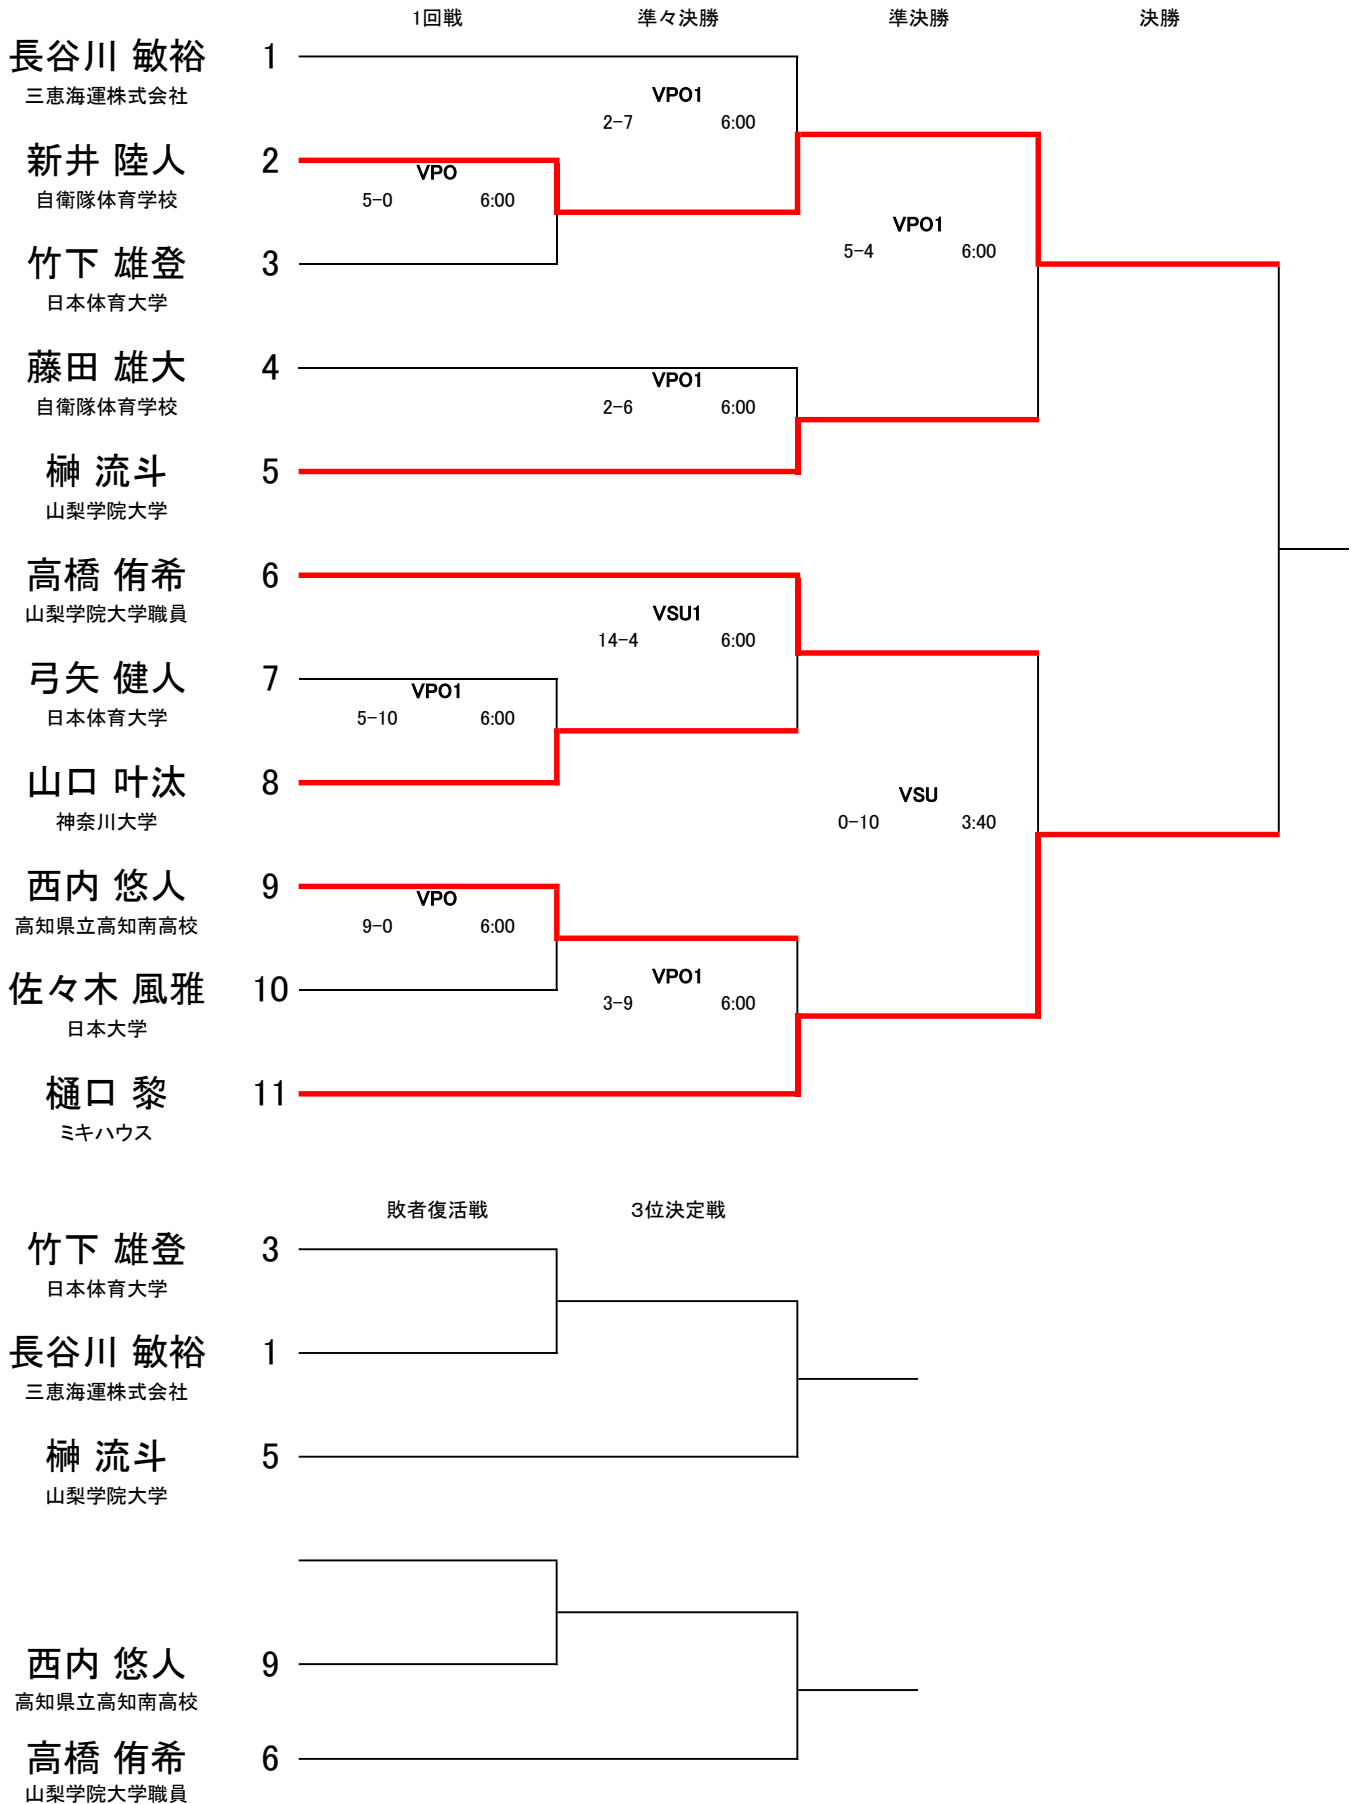 1回戦 準々決勝 準決勝 決勝
長谷川 敏裕 1
三恵海運株式会社
VPO1
2-7 6:00
新井 陸人 2
自衛隊体育学校
VPO
5-0 6:00
VPO1
5-4 6:00
竹下 雄登 3
日本体育大学
藤田 雄大 4
自衛隊体育学校
VPO1
2-6 6:00
榊 流斗 5
山梨学院大学
高橋 侑希 6
山梨学院大学職員
VSU1
14-4 6:00
弓矢 健人 7
日本体育大学
VPO1
5-10 6:00
山口 叶汰 8
神奈川大学
VSU
0-10 3:40
西内 悠人 9
高知県立高知南高校
VPO
9-0 6:00
佐々木 風雅 10
日本大学
VPO1
3-9 6:00
樋口 黎 11
ミキハウス
敗者復活戦 3位決定戦
竹下 雄登 3
日本体育大学
長谷川 敏裕 1
三恵海運株式会社
榊 流斗 5
山梨学院大学
西内 悠人 9
高知県立高知南高校
高橋 侑希 6
山梨学院大学職員